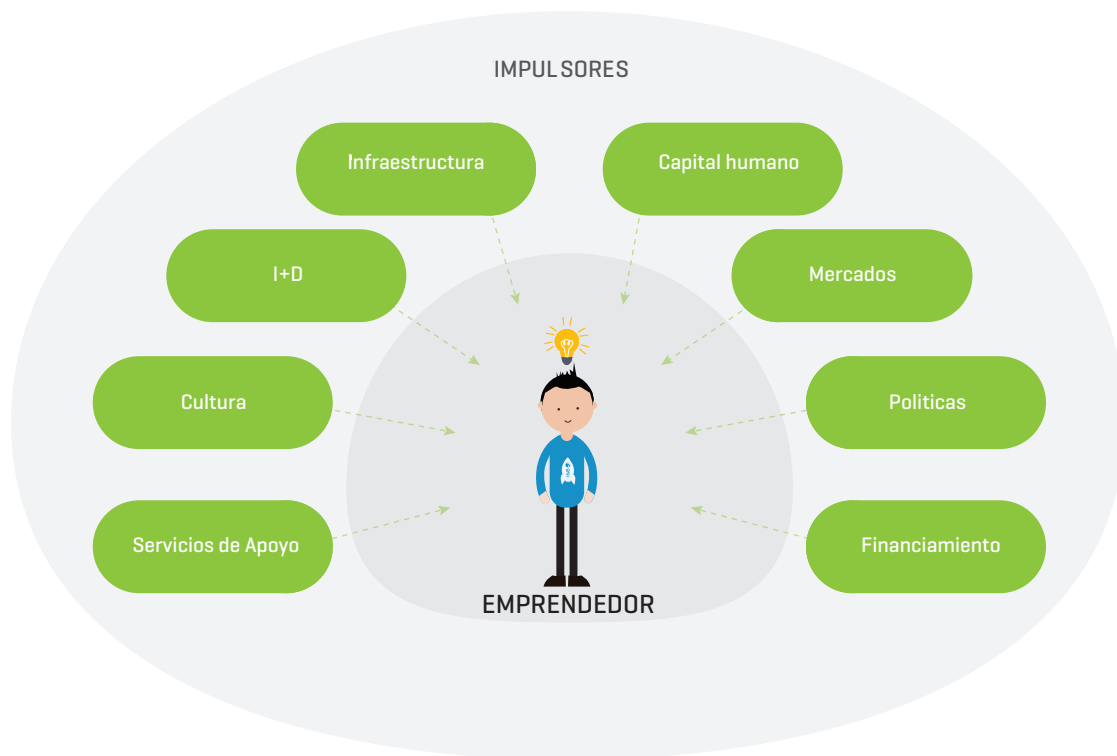 IMPULSORES
Infraestructura
Capital humano
I+D
Mercados
Cultura
Politicas
Servicios de Apoyo
Financiamiento
EMPRENDEDOR